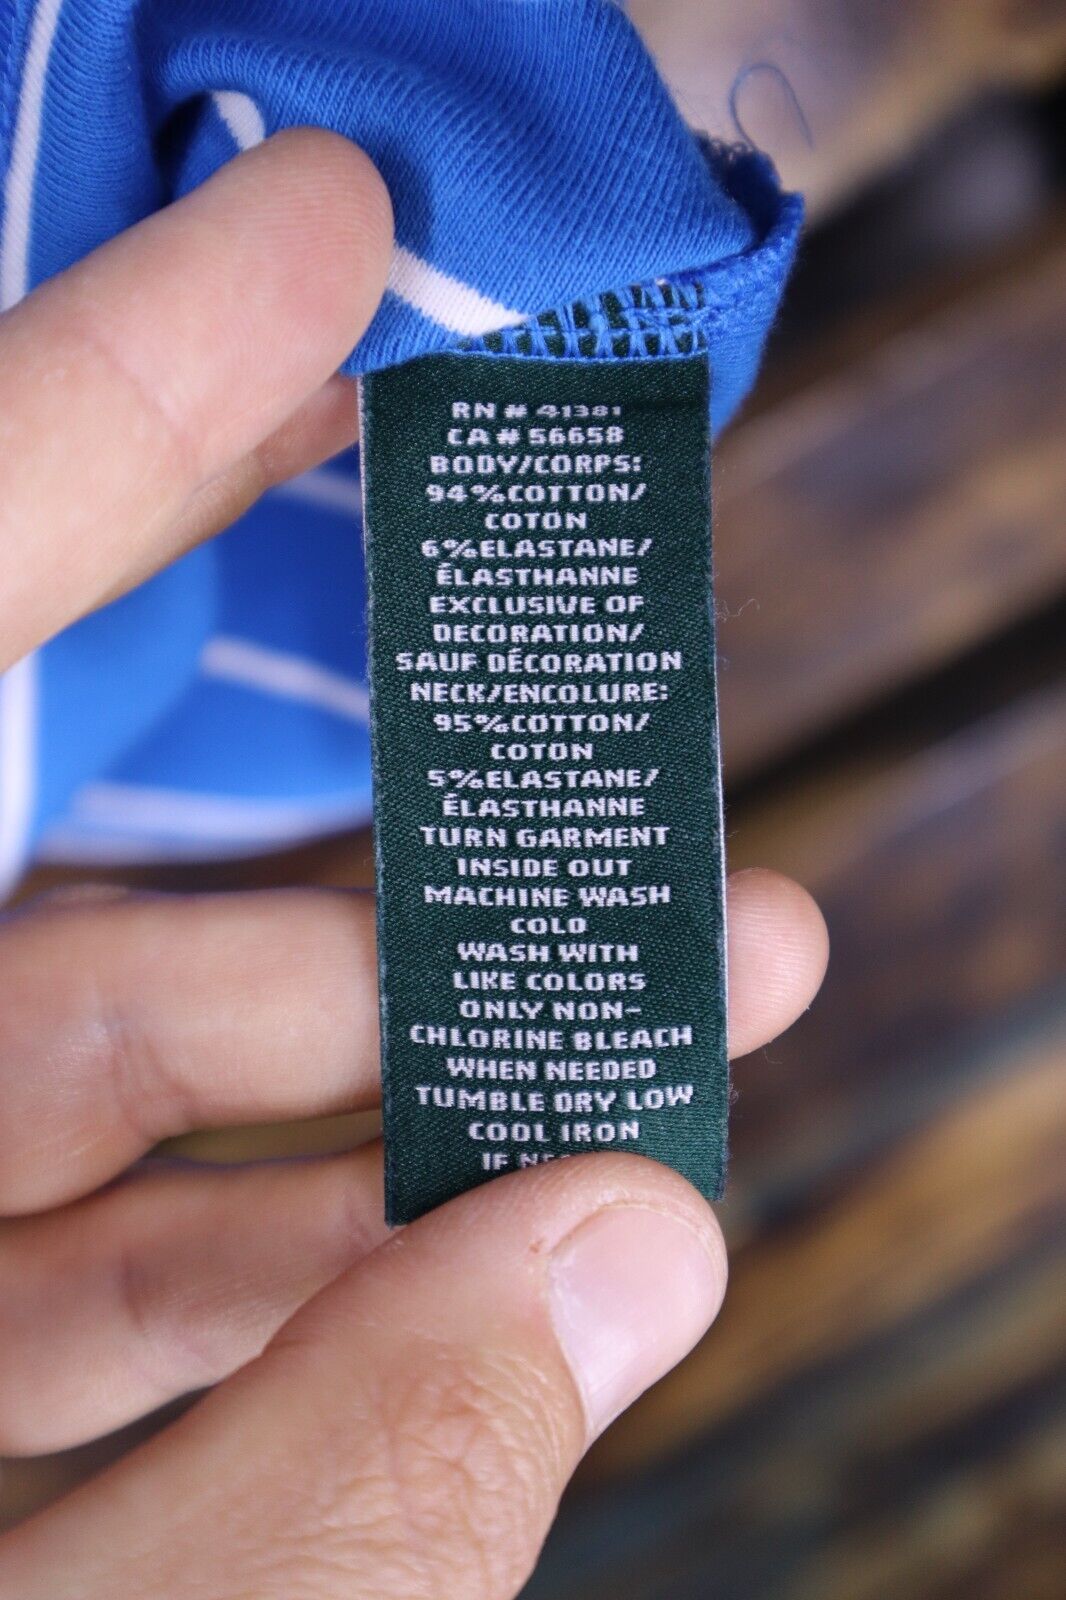 RN # 41381
CA # 56658
BODY/CORPS:
94%COTTON/
COTON
6%ELASTANE/
ÉLASTHANNE
EXCLUSIVE OF
DECORATION/
SAUF DÉCORATION
NECK/ENCOLURE:
95%COTTON/
COTON
5%ELASTANE/
ÉLASTHANNE
TURN GARMENT
INSIDE OUT
MACHINE WASH
COLD
WASH WITH
LIKE COLORS
ONLY NON-
CHLORINE BLEACH
WHEN NEEDED
TUMBLE DRY LOW
COOL IRON
IF